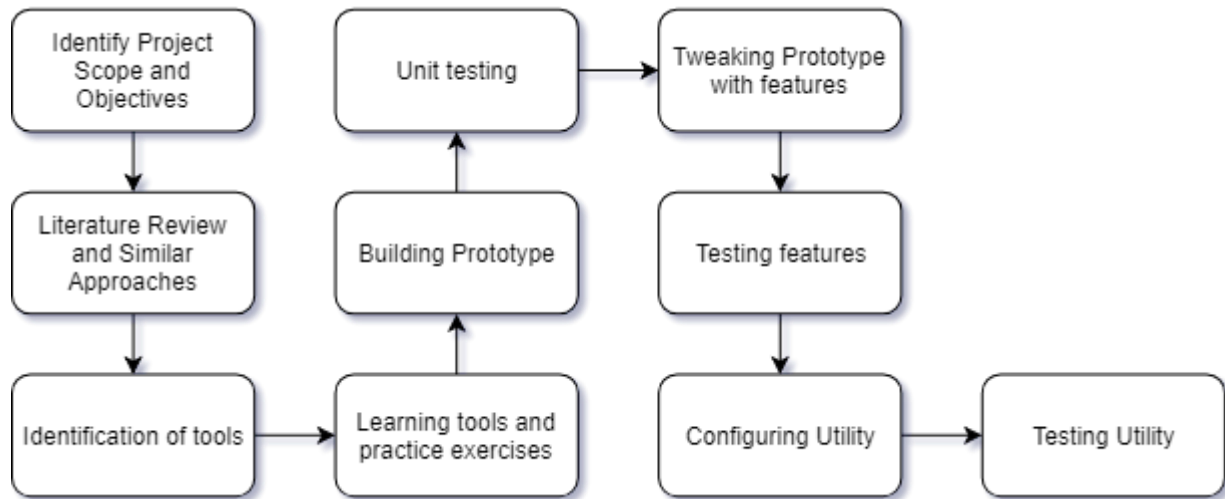 Identify Project
Scope and
Objectives
Literature Review
and Similar
Approaches
Identification of tools
Learning tools and
practice exercises
Building Prototype
Unit testing
Tweaking Prototype
with features
Testing features
Configuring Utility
Testing Utility